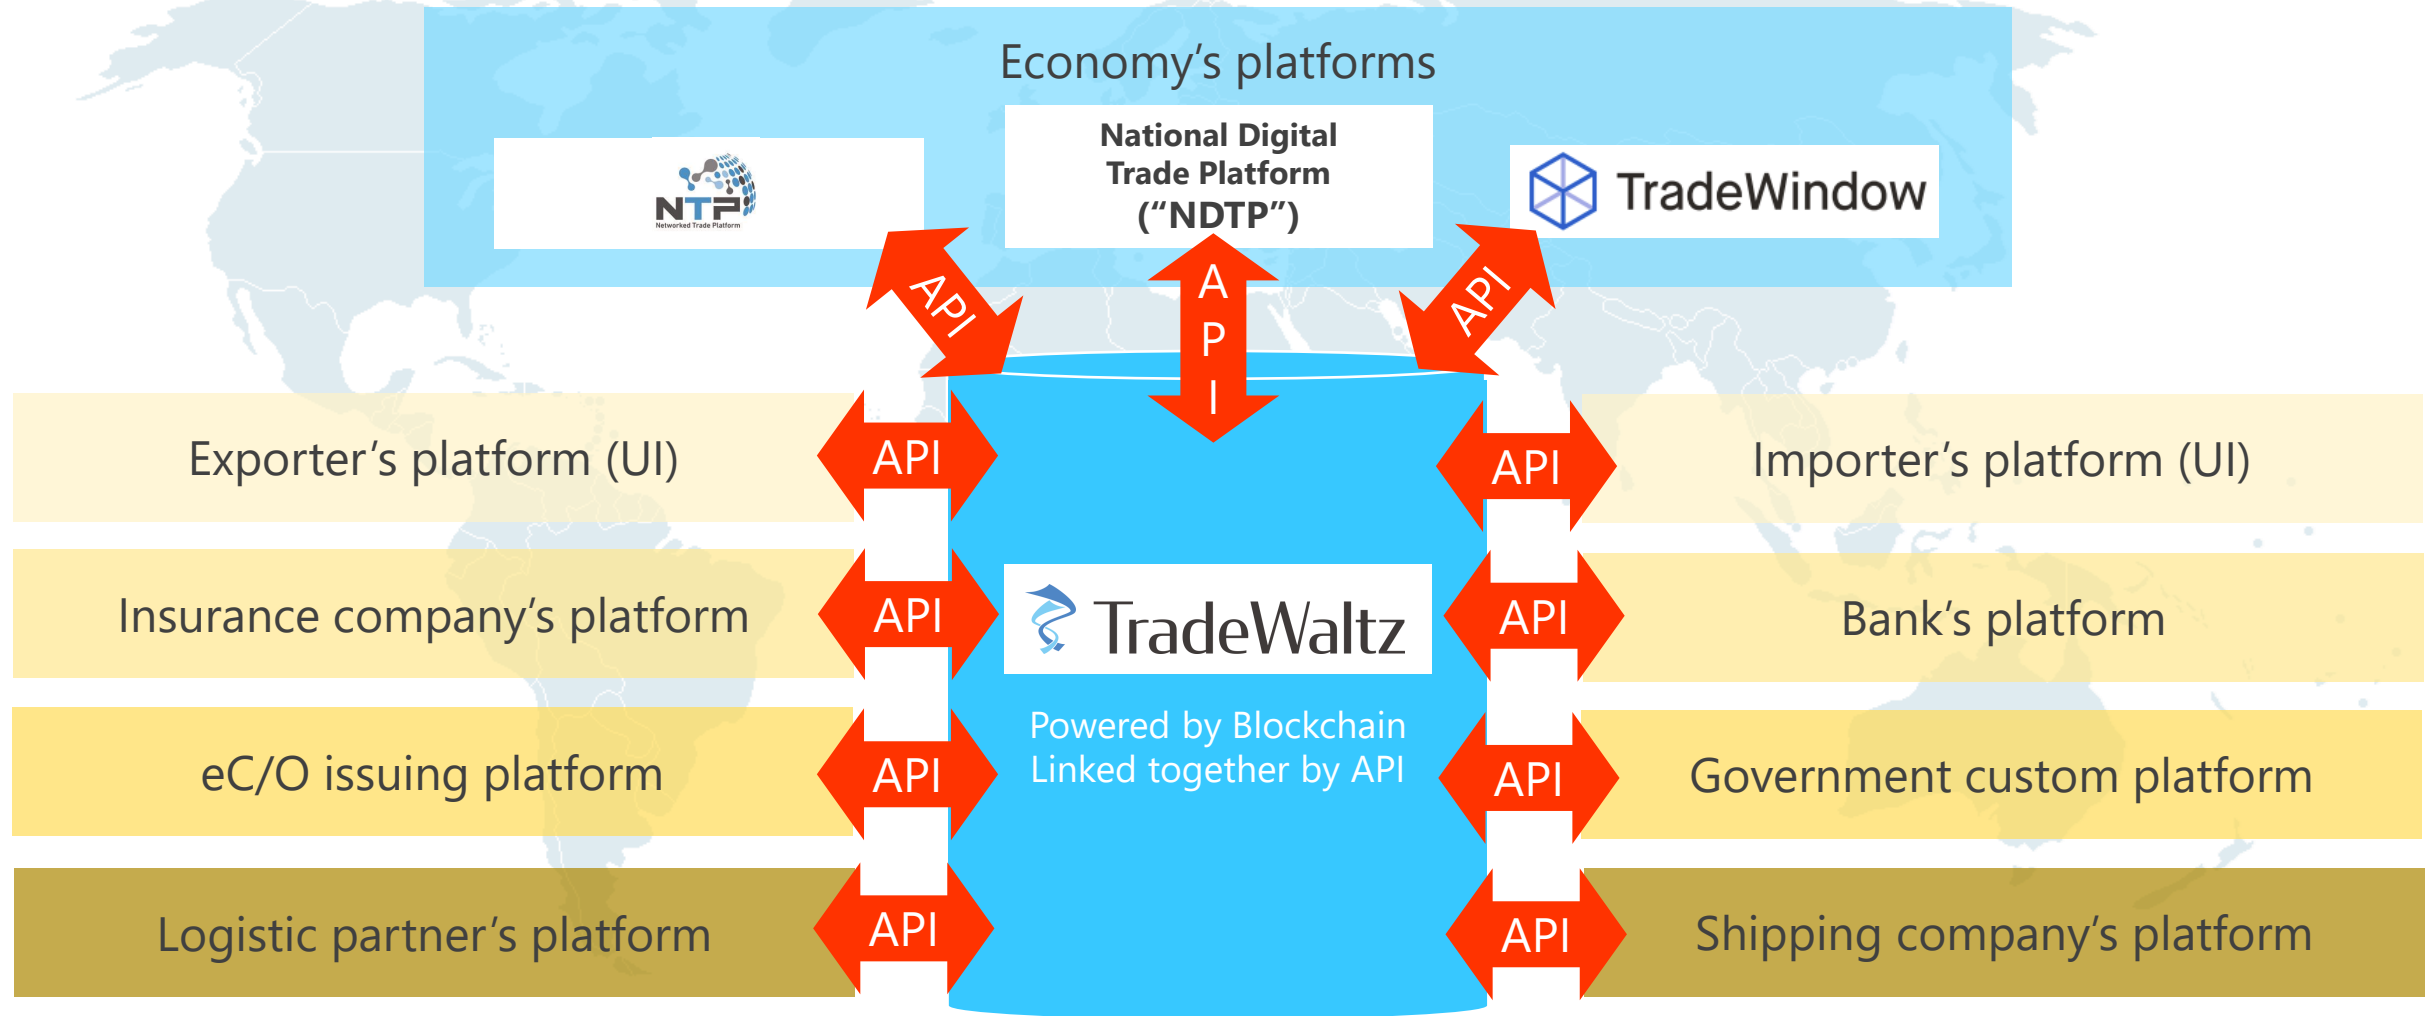 Economy‘s platforms
NTP
Networked Trade Platform
National Digital
Trade Platform
(“NDTP”)
TradeWindow
API
A
P
I
API
Exporter‘s platform (UI)
API
API
Importer‘s platform (UI)
Insurance company‘s platform
API
TradeWaltz
API
Bank‘s platform
Powered by Blockchain
Linked together by API
eC/O issuing platform
API
API
Government custom platform
Logistic partner‘s platform
API
API
Shipping company‘s platform